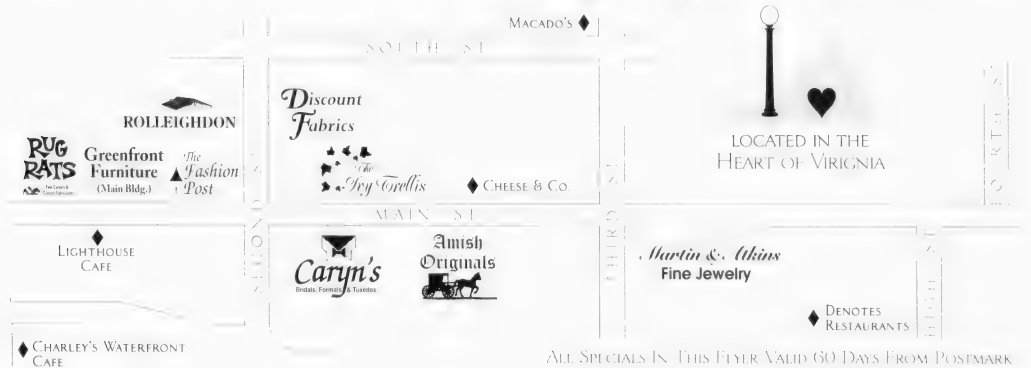 MACADO'S
SOUTH ST
Discount
Fabrics
ROLLEIGHDON
RUG
RATS
Greenfront
Furniture
(Main Bldg.)
The
Fashion
Post
The
Ivy Trellis
CHEESE & CO.
LOCATED IN THE
HEART OF VIRIGNIA
MAIN ST
SECOND ST
THIRD ST
FORTH ST
HIGH ST
LIGHTHOUSE
CAFE
Caryn's
Bridals, Formals, & Tuxedos
Amish
Originals
Martin & Atkins
Fine Jewelry
DENOTES
RESTAURANTS
CHARLEY'S WATERFRONT
CAFE
ALL SPECIALS IN THIS FLYER VALID 60 DAYS FROM POSTMARK